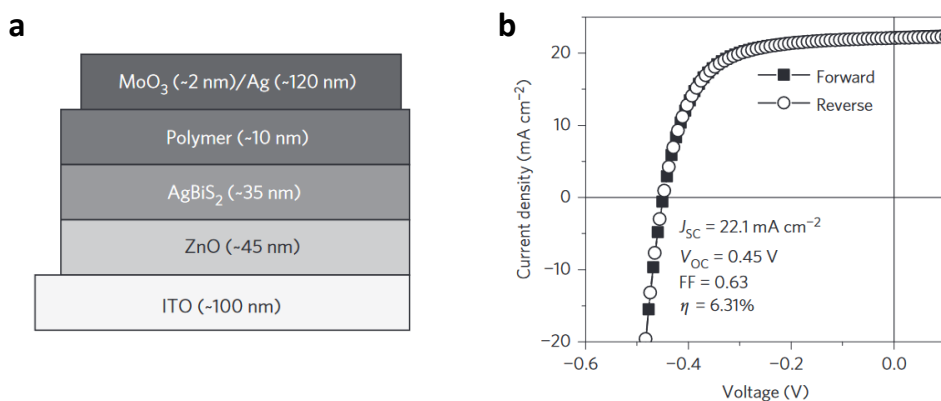 a
MoO₃ (~2 nm)/Ag (~120 nm)
Polymer (~10 nm)
AgBiS₂ (~35 nm)
ZnO (~45 nm)
ITO (~100 nm)
b
Current density (mA cm⁻²)
20
10
0
−10
−20
Forward
Reverse
J_SC = 22.1 mA cm⁻²
V_OC = 0.45 V
FF = 0.63
η = 6.31%
−0.6 −0.4 −0.2 0.0
Voltage (V)